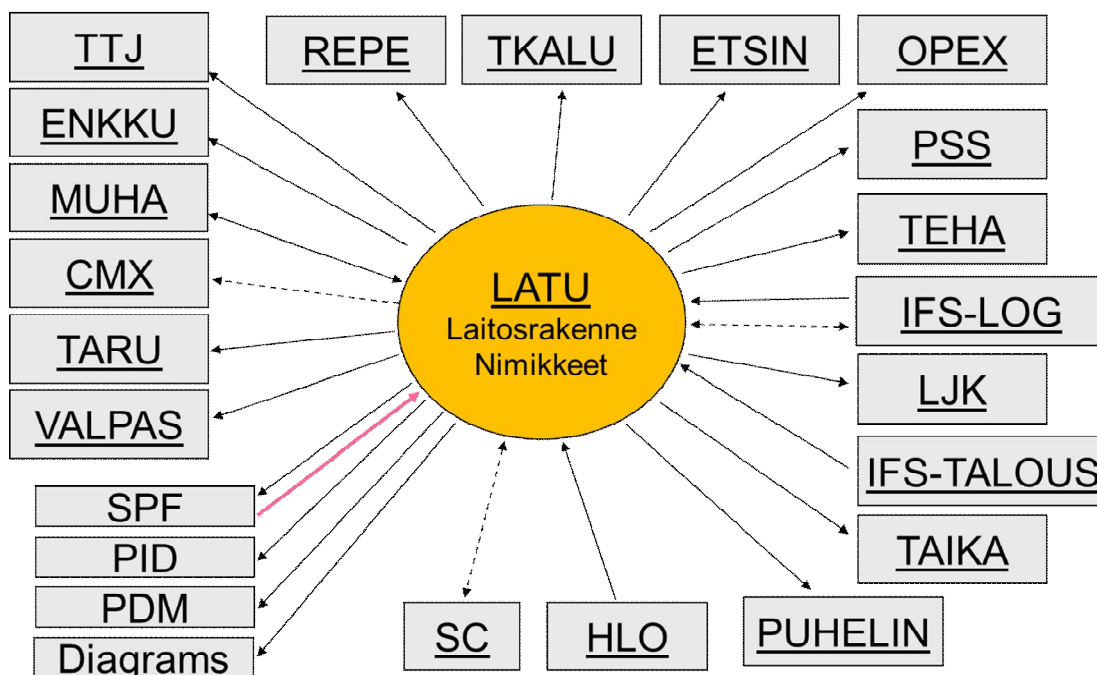 TTJ
REPE
TKALU
ETSIN
OPEX
ENKKU
PSS
MUHA
TEHA
CMX
LATU
Laitosrakenne
Nimikkeet
IFS-LOG
TARU
LJK
VALPAS
IFS-TALOUS
SPF
TAIKA
PID
PDM
SC
HLO
PUHELIN
Diagrams